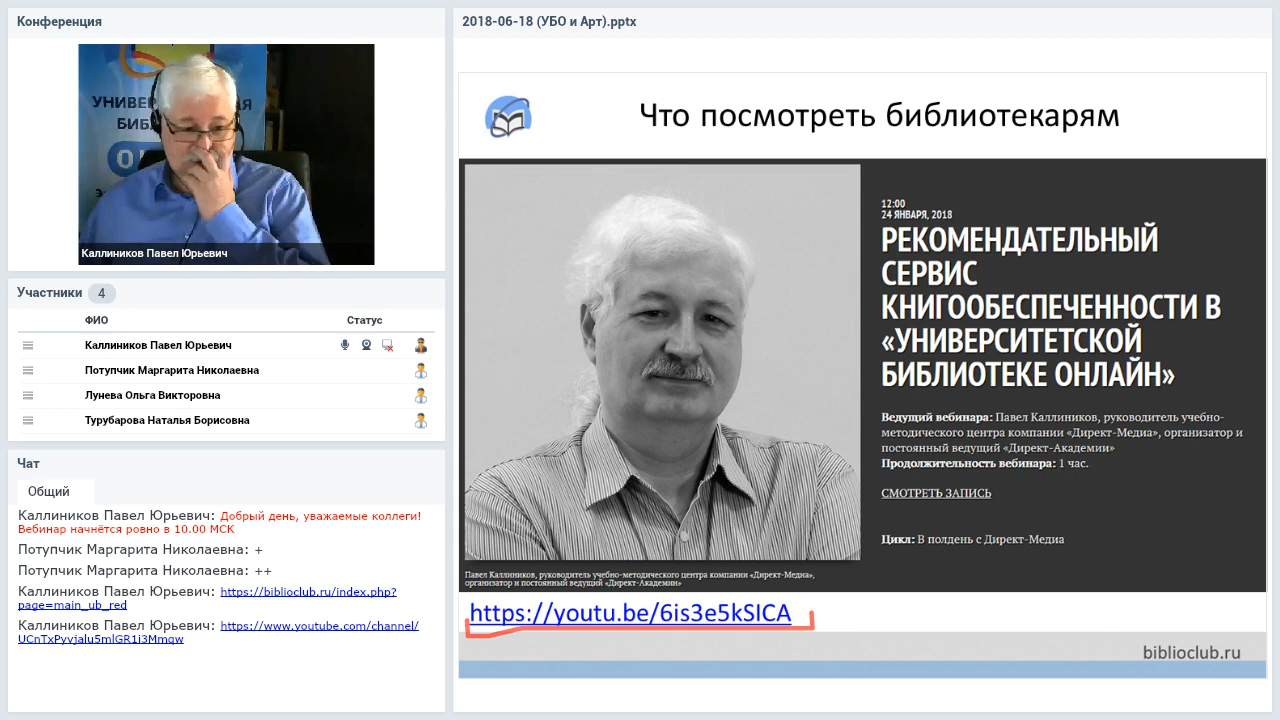 Конференция
УНИВЕР
АЯ
БИБ
О
Каллиников Павел Юрьевич
Участники 4
ФИО Статус
Каллиников Павел Юрьевич
Потупчик Маргарита Николаевна
Лунева Ольга Викторовна
Турубарова Наталья Борисовна
Чат
Общий
Каллиников Павел Юрьевич: Добрый день, уважаемые коллеги!
Вебинар начнётся ровно в 10.00 МСК
Потупчик Маргарита Николаевна: +
Потупчик Маргарита Николаевна: ++
Каллиников Павел Юрьевич: https://biblioclub.ru/index.php?
page=main_ub_red
Каллиников Павел Юрьевич: https://www.youtube.com/channel/
UCnTxPyvjalu5mlGR1i3Mmqw
2018-06-18 (УБО и Арт).pptx
Что посмотреть библиотекарям
12:00
24 ЯНВАРЯ, 2018
РЕКОМЕНДАТЕЛЬНЫЙ
СЕРВИС
КНИГООБЕСПЕЧЕННОСТИ В
«УНИВЕРСИТЕТСКОЙ
БИБЛИОТЕКЕ ОНЛАЙН»
Ведущий вебинара: Павел Каллиников, руководитель учебно-
методического центра компании «Директ-Медиа», организатор и
постоянный ведущий «Директ-Академии»
Продолжительность вебинара: 1 час.
СМОТРЕТЬ ЗАПИСЬ
Цикл: В полдень с Директ-Медиа
Павел Каллиников, руководитель учебно-методического центра компании «Директ-Медиа»,
организатор и постоянный ведущий «Директ-Академии»
https://youtu.be/6is3e5kSICA
biblioclub.ru